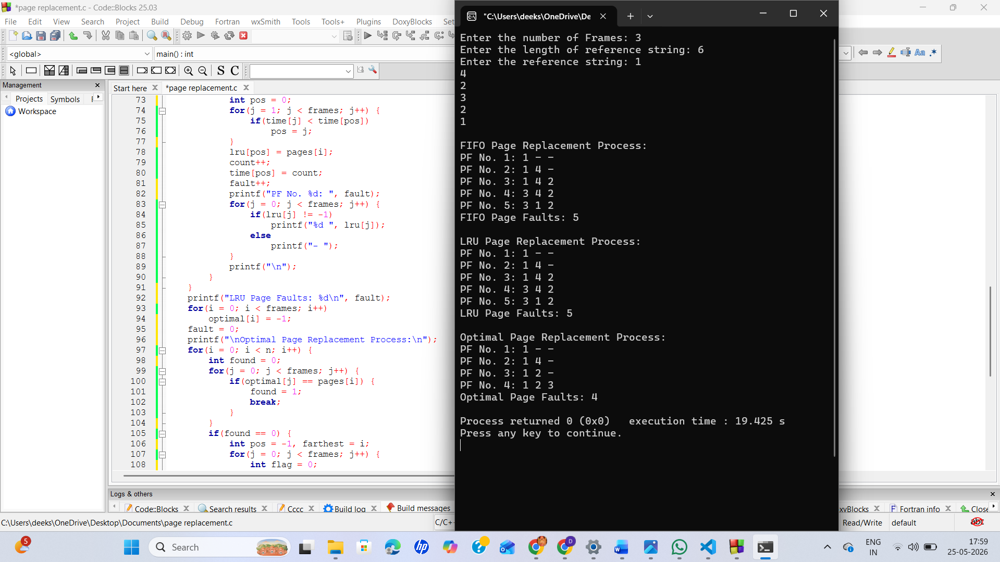 *page replacement.c - Code::Blocks 25.03
File Edit View Search Project Build Debug Fortran wxSmith Tools Tools+ Plugins DoxyBlocks
<global>
main() : int
S C
Management
Projects Symbols
Workspace
Start here
*page replacement.c
73 int pos = 0;
74 for(j = 1; j < frames; j++) {
75 if(time[j] < time[pos])
76 pos = j;
77 }
78 lru[pos] = pages[i];
79 count++;
80 time[pos] = count;
81 fault++;
82 printf("PF No. %d: ", fault);
83 for(j = 0; j < frames; j++) {
84 if(lru[j] != -1)
85 printf("%d ", lru[j]);
86 else
87 printf("- ");
88 }
89 printf("\n");
90 }
91 }
92 printf("LRU Page Faults: %d\n", fault);
93 for(i = 0; i < frames; i++)
94 optimal[i] = -1;
95 fault = 0;
96 printf("\nOptimal Page Replacement Process:\n");
97 for(i = 0; i < n; i++) {
98 int found = 0;
99 for(j = 0; j < frames; j++) {
100 if(optimal[j] == pages[i]) {
101 found = 1;
102 break;
103 }
104 }
105 if(found == 0) {
106 int pos = -1, farthest = i;
107 for(j = 0; j < frames; j++) {
108 int flag = 0;
"C:\Users\deeks\OneDrive\De
Enter the number of Frames: 3
Enter the length of reference string: 6
Enter the reference string: 1
4
2
3
2
1
FIFO Page Replacement Process:
PF No. 1: 1 - -
PF No. 2: 1 4 -
PF No. 3: 1 4 2
PF No. 4: 3 4 2
PF No. 5: 3 1 2
FIFO Page Faults: 5
LRU Page Replacement Process:
PF No. 1: 1 - -
PF No. 2: 1 4 -
PF No. 3: 1 4 2
PF No. 4: 3 4 2
PF No. 5: 3 1 2
LRU Page Faults: 5
Optimal Page Replacement Process:
PF No. 1: 1 - -
PF No. 2: 1 4 -
PF No. 3: 1 2 -
PF No. 4: 1 2 3
Optimal Page Faults: 4
Process returned 0 (0x0) execution time : 19.425 s
Press any key to continue.
Aa .*
Logs & others
Code::Blocks
Search results
Cccc
Build log
Build messages
Fortran info
C:\Users\deeks\OneDrive\Desktop\Documents\page replacement.c
Read/Write
default
abc
5
Search
ENG
IN
17:59
25-05-2026